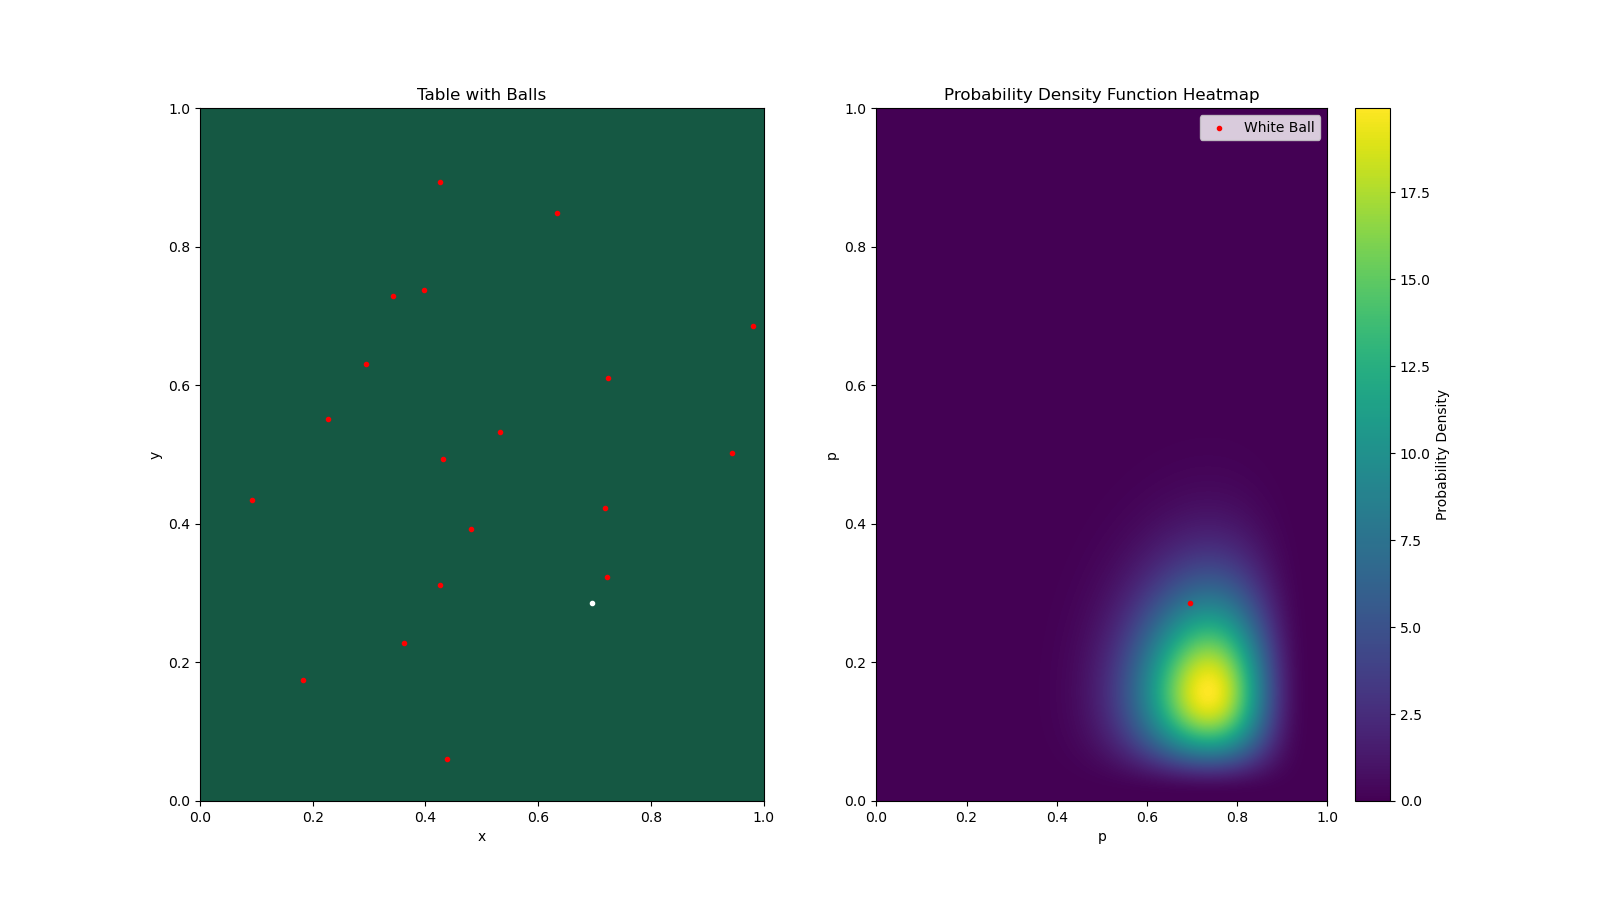 Table with Balls
1.0
0.8
0.6
0.4
0.2
0.0
y
0.0 0.2 0.4 0.6 0.8 1.0
x
Probability Density Function Heatmap
White Ball
1.0
0.8
0.6
0.4
0.2
0.0
p
0.0 0.2 0.4 0.6 0.8 1.0
p
17.5
15.0
12.5
10.0
7.5
5.0
2.5
0.0
Probability Density